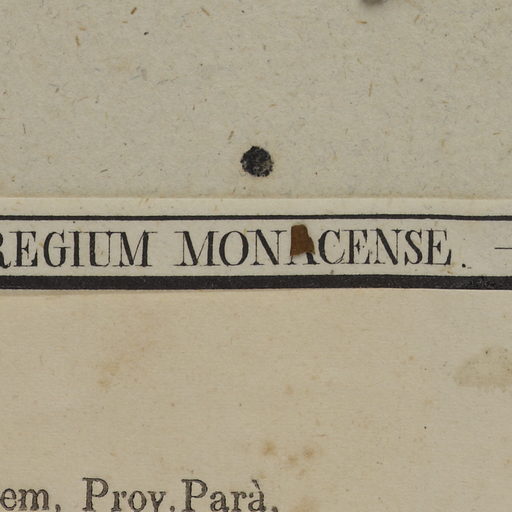 REGIUM MONACENSE. —
em, Prov. Parà.